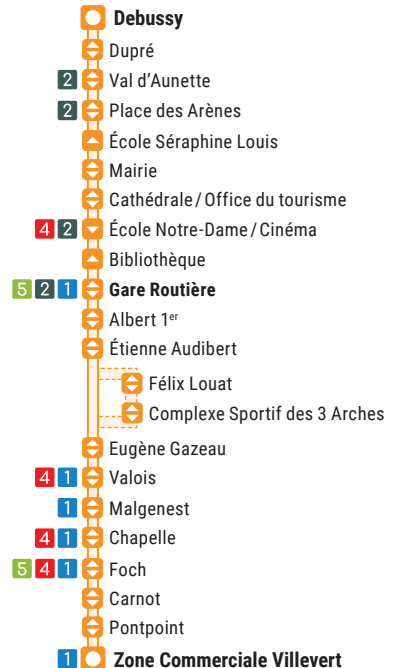 Debussy
Dupré
2 Val d'Aunette
2 Place des Arènes
École Séraphine Louis
Mairie
Cathédrale / Office du tourisme
4 2 École Notre-Dame / Cinéma
Bibliothèque
5 2 1 Gare Routière
Albert 1er
Étienne Audibert
Félix Louat
Complexe Sportif des 3 Arches
Eugène Gazeau
4 1 Valois
1 Malgenest
4 1 Chapelle
5 4 1 Foch
Carnot
Pontpoint
1 Zone Commerciale Villevert